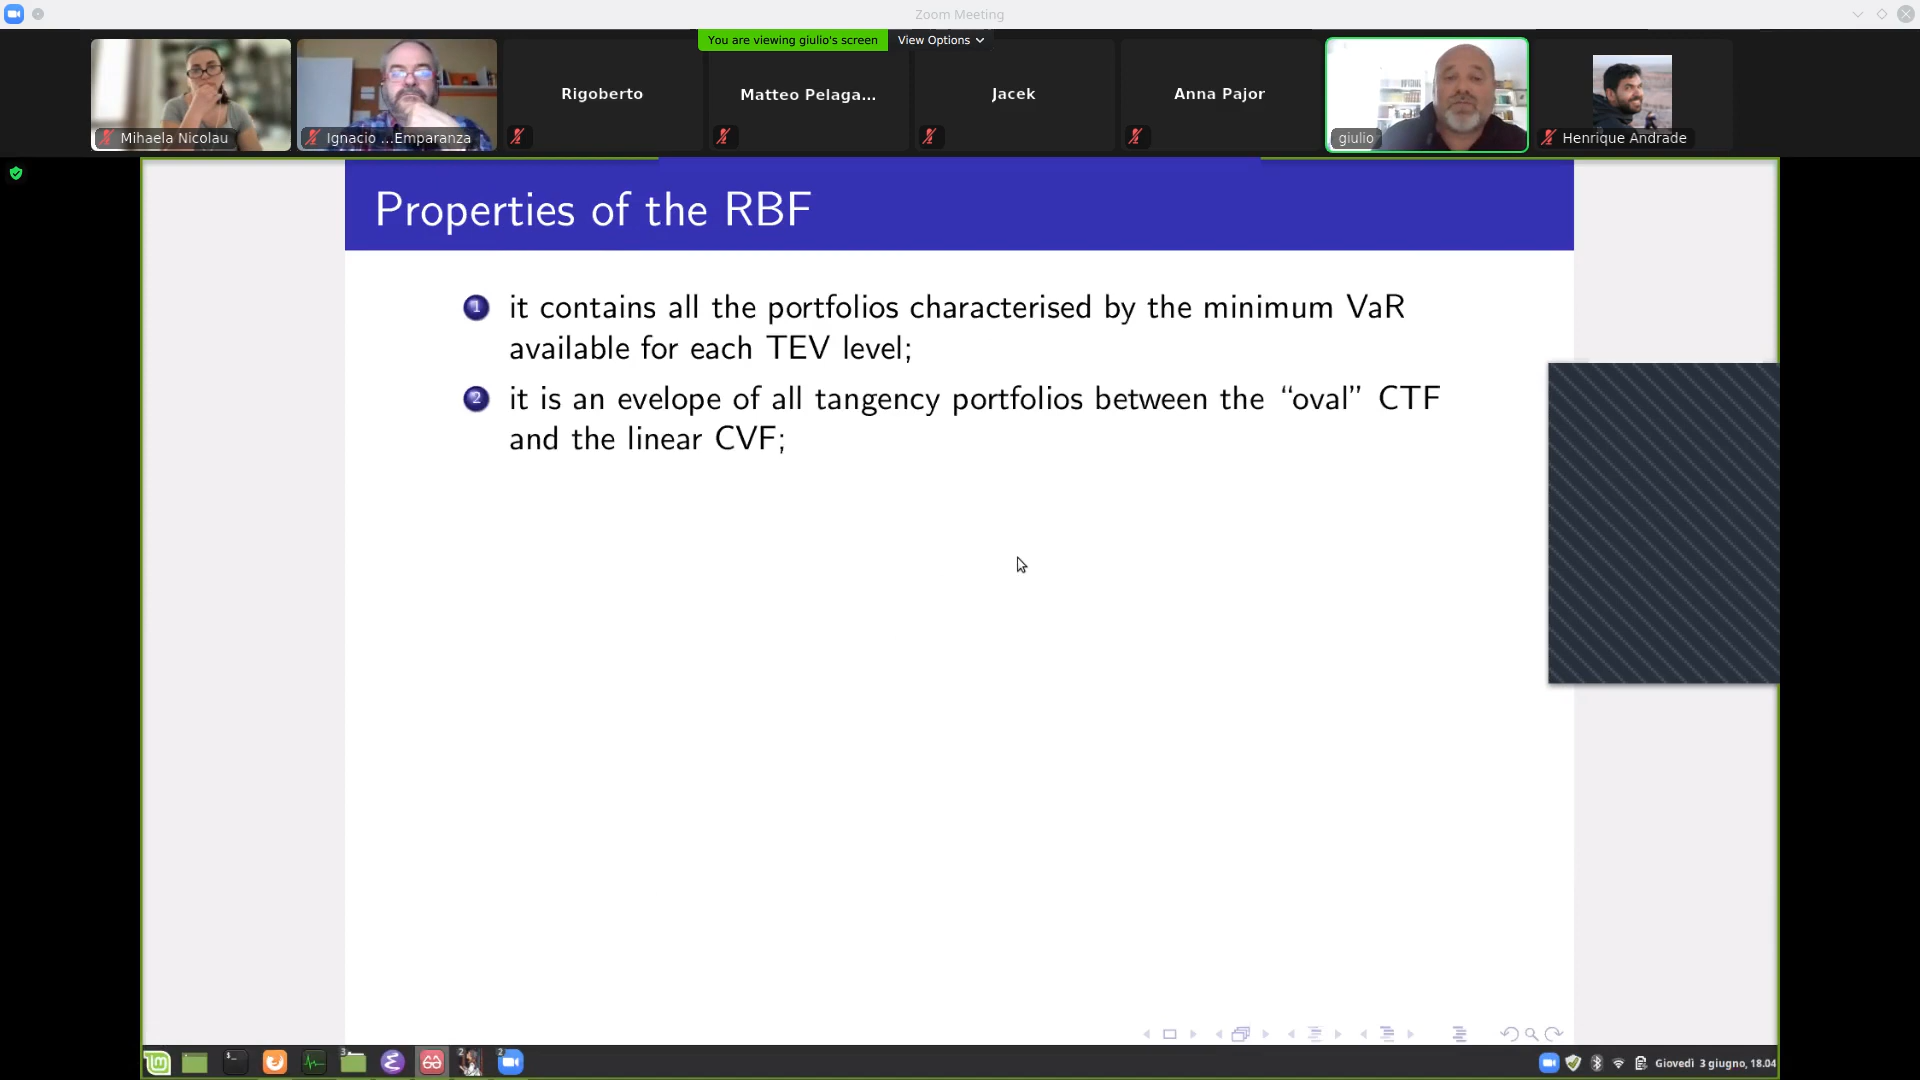 Zoom Meeting
You are viewing giulio's screen View Options
Mihaela Nicolau
Ignacio ...Emparanza
Rigoberto
Matteo Pelaga...
Jacek
Anna Pajor
giulio
Henrique Andrade
Properties of the RBF
1 it contains all the portfolios characterised by the minimum VaR
available for each TEV level;
2 it is an evelope of all tangency portfolios between the “oval” CTF
and the linear CVF;
3 2 2
Giovedì 3 giugno, 18.04